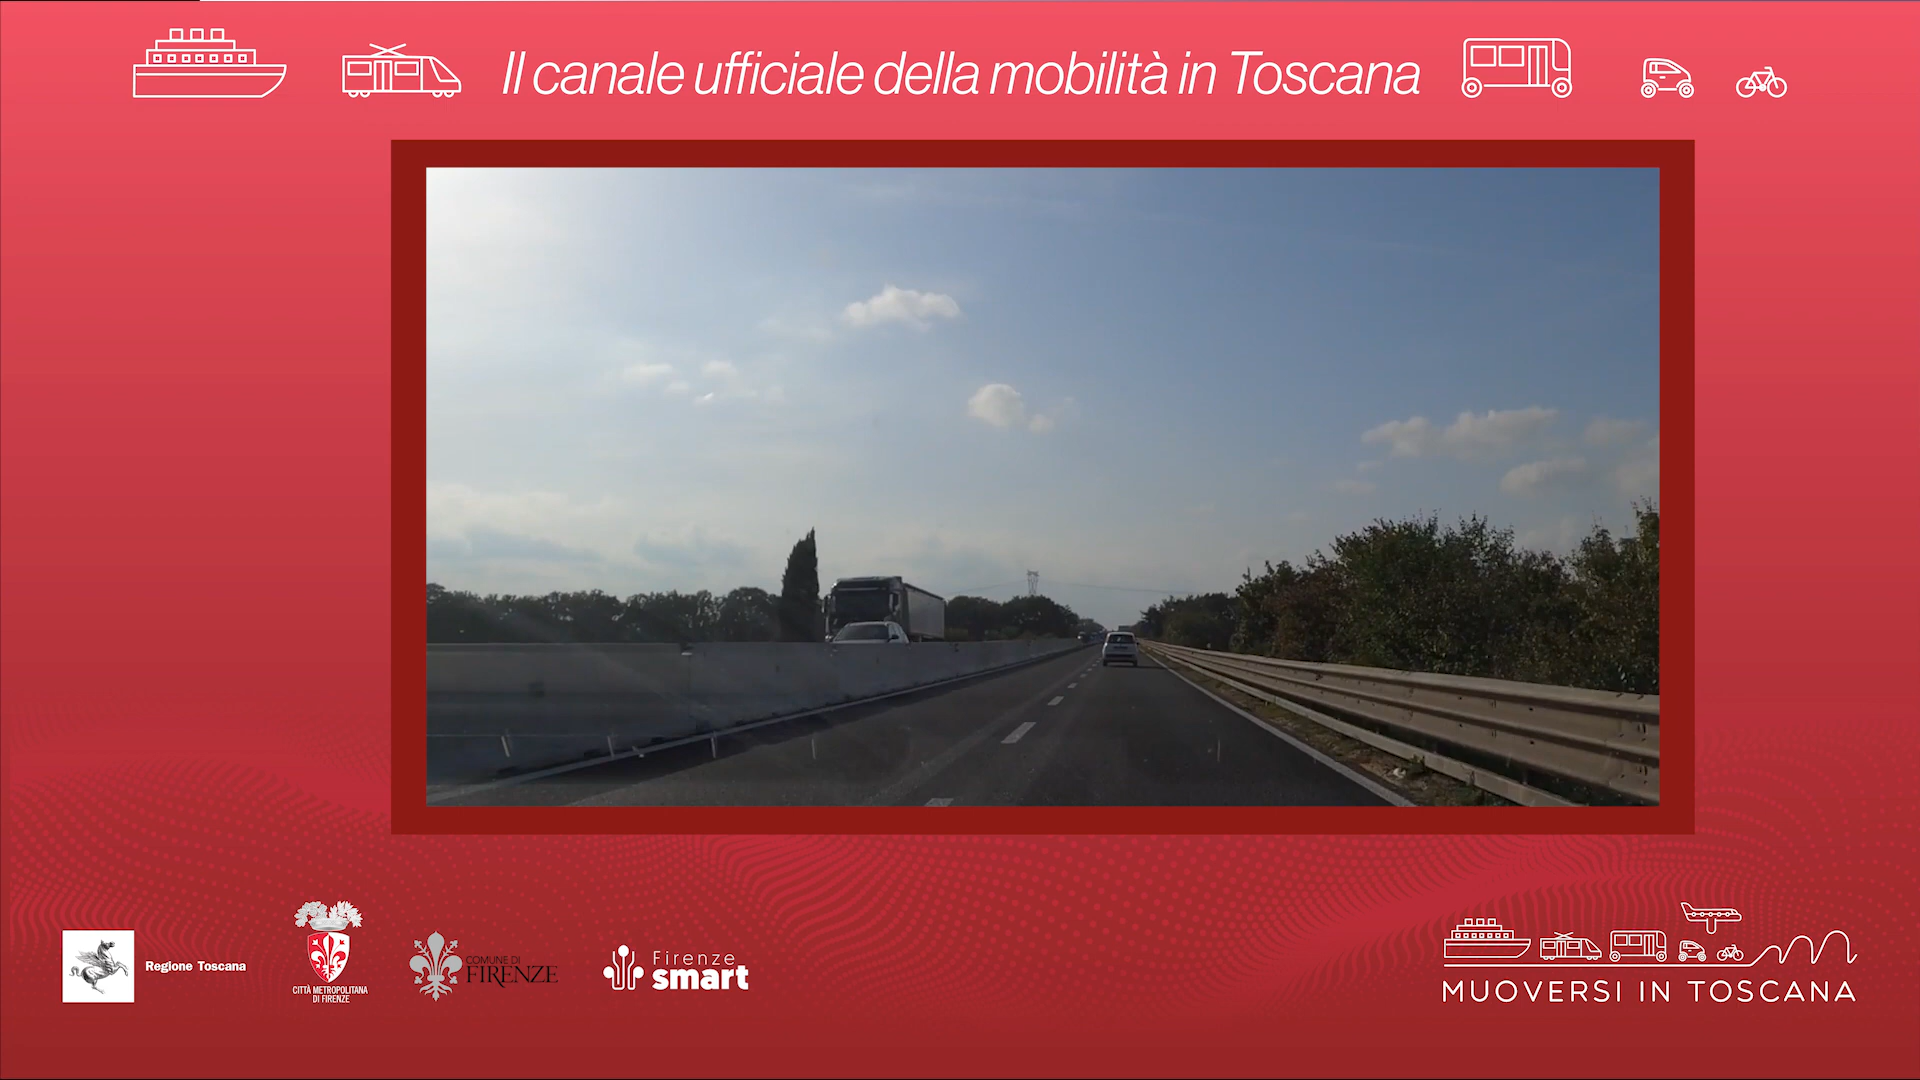 Il canale ufficiale della mobilità in Toscana
Regione Toscana
CITTÀ METROPOLITANA
DI FIRENZE
COMUNE DI
FIRENZE
Firenze
smart
MUOVERSI IN TOSCANA